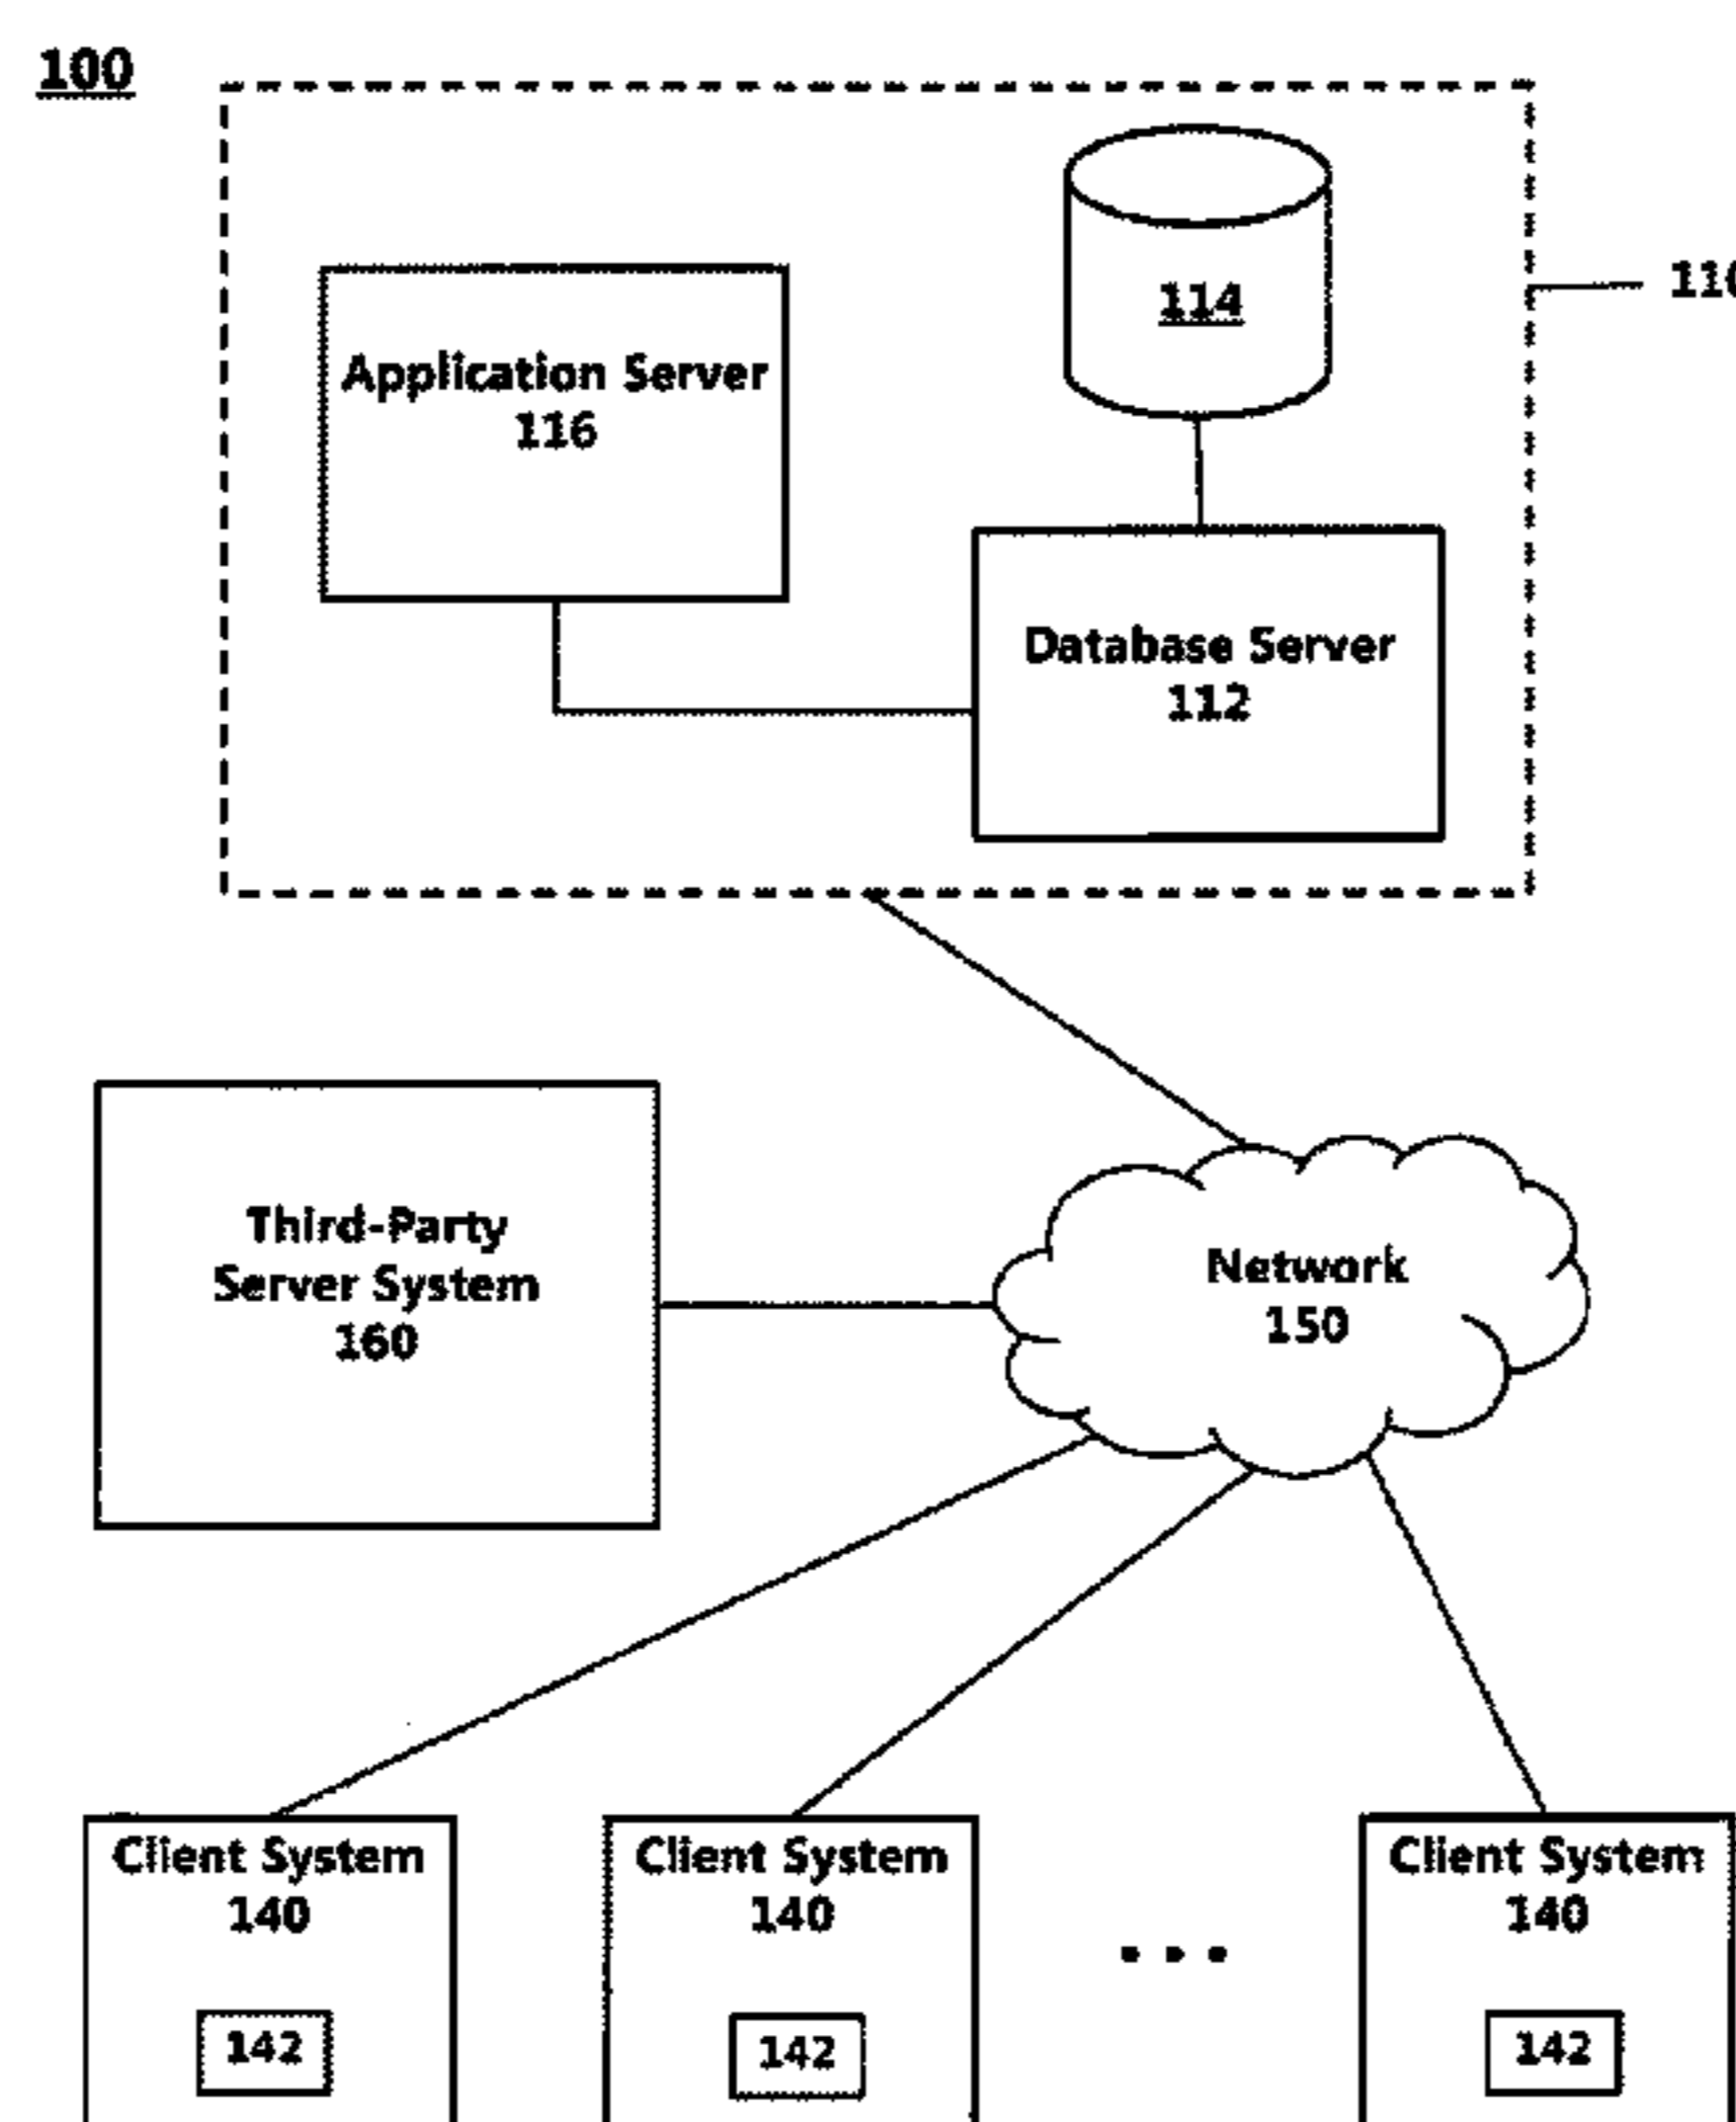 100
114
110
Application Server
116
Database Server
112
Third-Party
Server System
160
Network
150
Client System
140
142
Client System
140
142
...
Client System
140
142